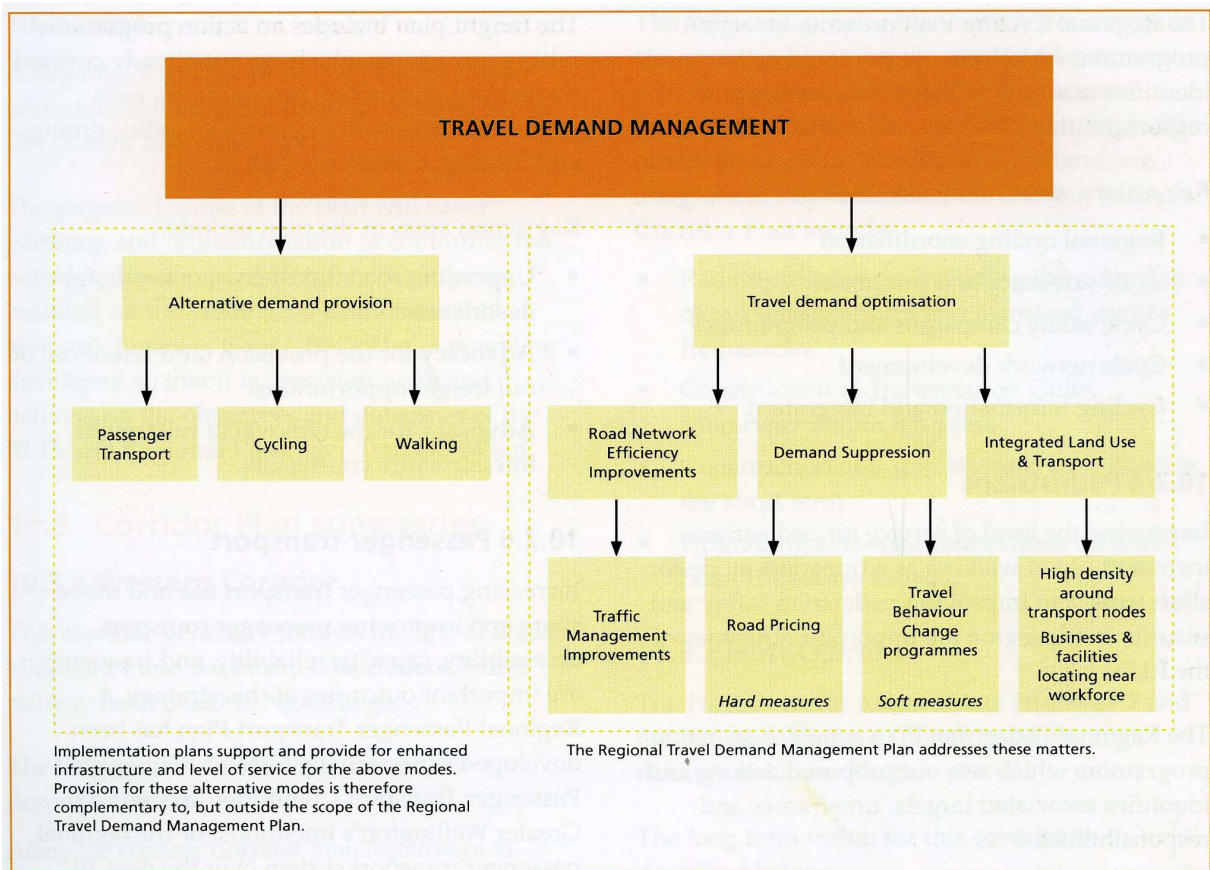 TRAVEL DEMAND MANAGEMENT
Alternative demand provision
Travel demand optimisation
Passenger
Transport
Cycling
Walking
Road Network
Efficiency
Improvements
Demand Suppression
Integrated Land Use
& Transport
Traffic
Management
Improvements
Road Pricing
Hard measures
Travel
Behaviour
Change
programmes
Soft measures
High density
around
transport nodes
Businesses &
facilities
locating near
workforce
Implementation plans support and provide for enhanced
infrastructure and level of service for the above modes.
Provision for these alternative modes is therefore
complementary to, but outside the scope of the Regional
Travel Demand Management Plan.
The Regional Travel Demand Management Plan addresses these matters.